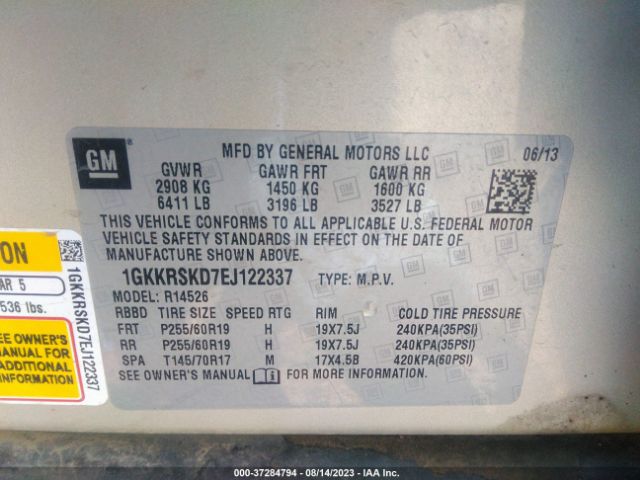 GM
MFD BY GENERAL MOTORS LLC 06/13
GVWR GAWR FRT GAWR RR
2908 KG 1450 KG 1600 KG
6411 LB 3196 LB 3527 LB
THIS VEHICLE CONFORMS TO ALL APPLICABLE U.S. FEDERAL MOTOR
VEHICLE SAFETY STANDARDS IN EFFECT ON THE DATE OF
MANUFACTURE SHOWN ABOVE.
1GKKRSKD7EJ122337 TYPE: M.P.V.
MODEL: R14526
RBBD TIRE SIZE SPEED RTG RIM COLD TIRE PRESSURE
FRT P255/60R19 H 19X7.5J 240KPA(35PSI)
RR P255/60R19 H 19X7.5J 240KPA(35PSI)
SPA T145/70R17 M 17X4.5B 420KPA(60PSI)
SEE OWNER'S MANUAL FOR MORE INFORMATION.
ON
AR 5
536 lbs.
SEE OWNER'S
MANUAL FOR
ADDITIONAL
INFORMATION
1GKKRSKD7EJ122337
000-37284794 - 08/14/2023 - IAA Inc.